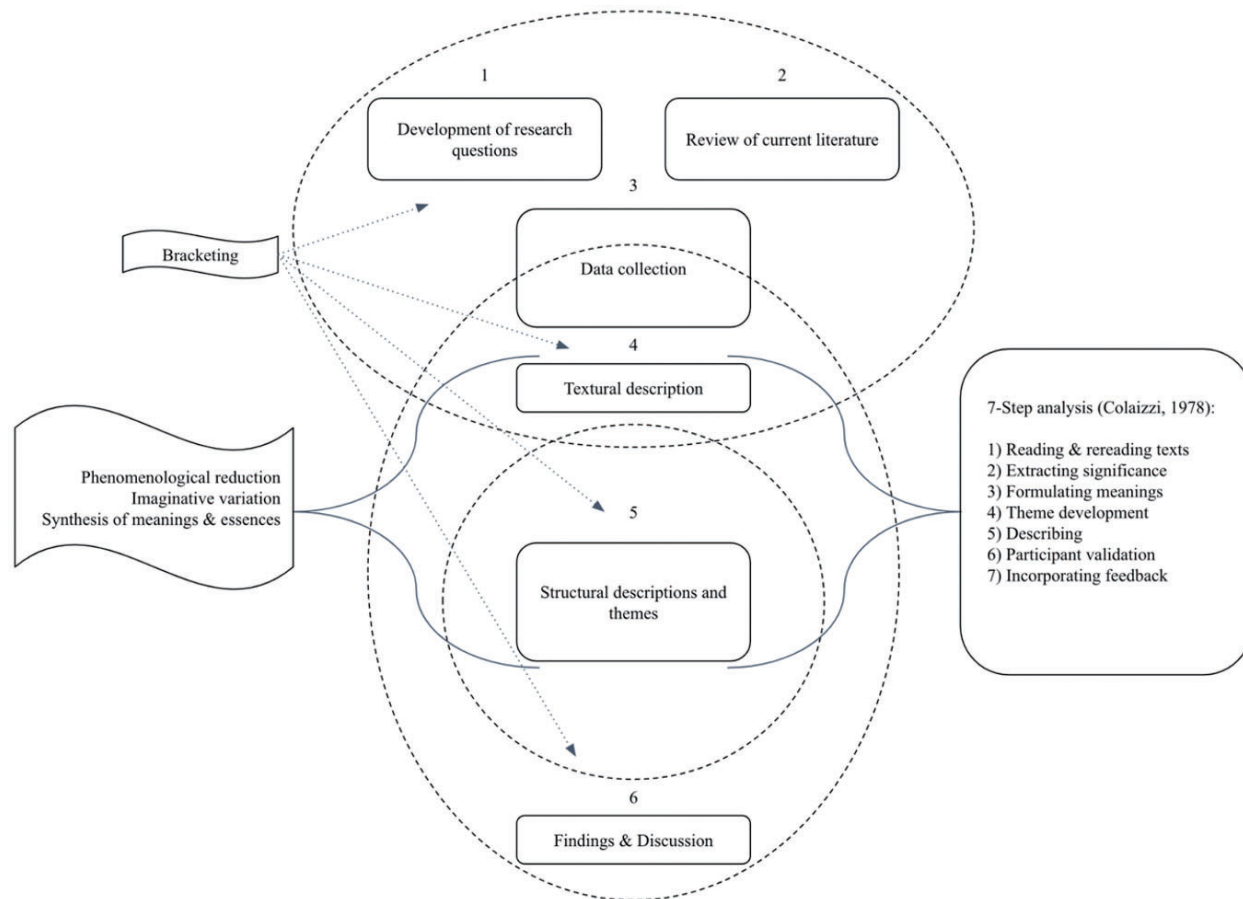 1
2
Development of research
questions
Review of current literature
3
Bracketing
Data collection
4
Textural description
Phenomenological reduction
Imaginative variation
Synthesis of meanings & essences
7-Step analysis (Colaizzi, 1978):
1) Reading & rereading texts
2) Extracting significance
3) Formulating meanings
4) Theme development
5) Describing
6) Participant validation
7) Incorporating feedback
5
Structural descriptions and
themes
6
Findings & Discussion